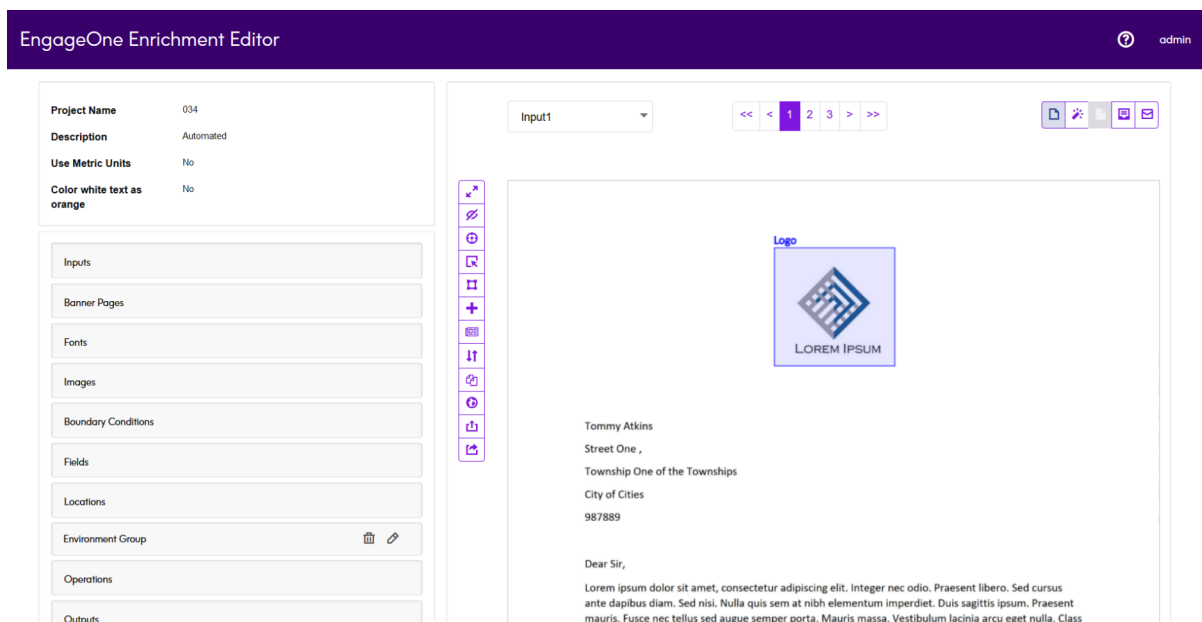 EngageOne Enrichment Editor
admin
Project Name 034
Description Automated
Use Metric Units No
Color white text as orange No
Inputs
Banner Pages
Fonts
Images
Boundary Conditions
Fields
Locations
Environment Group
Operations
Outputs
Input1
<< < 1 2 3 > >>
Logo
LOREM IPSUM
Tommy Atkins
Street One ,
Township One of the Townships
City of Cities
987889
Dear Sir,
Lorem ipsum dolor sit amet, consectetur adipiscing elit. Integer nec odio. Praesent libero. Sed cursus
ante dapibus diam. Sed nisi. Nulla quis sem at nibh elementum imperdiet. Duis sagittis ipsum. Praesent
mauris. Fusce nec tellus sed augue semper porta. Mauris massa. Vestibulum lacinia arcu eget nulla. Class